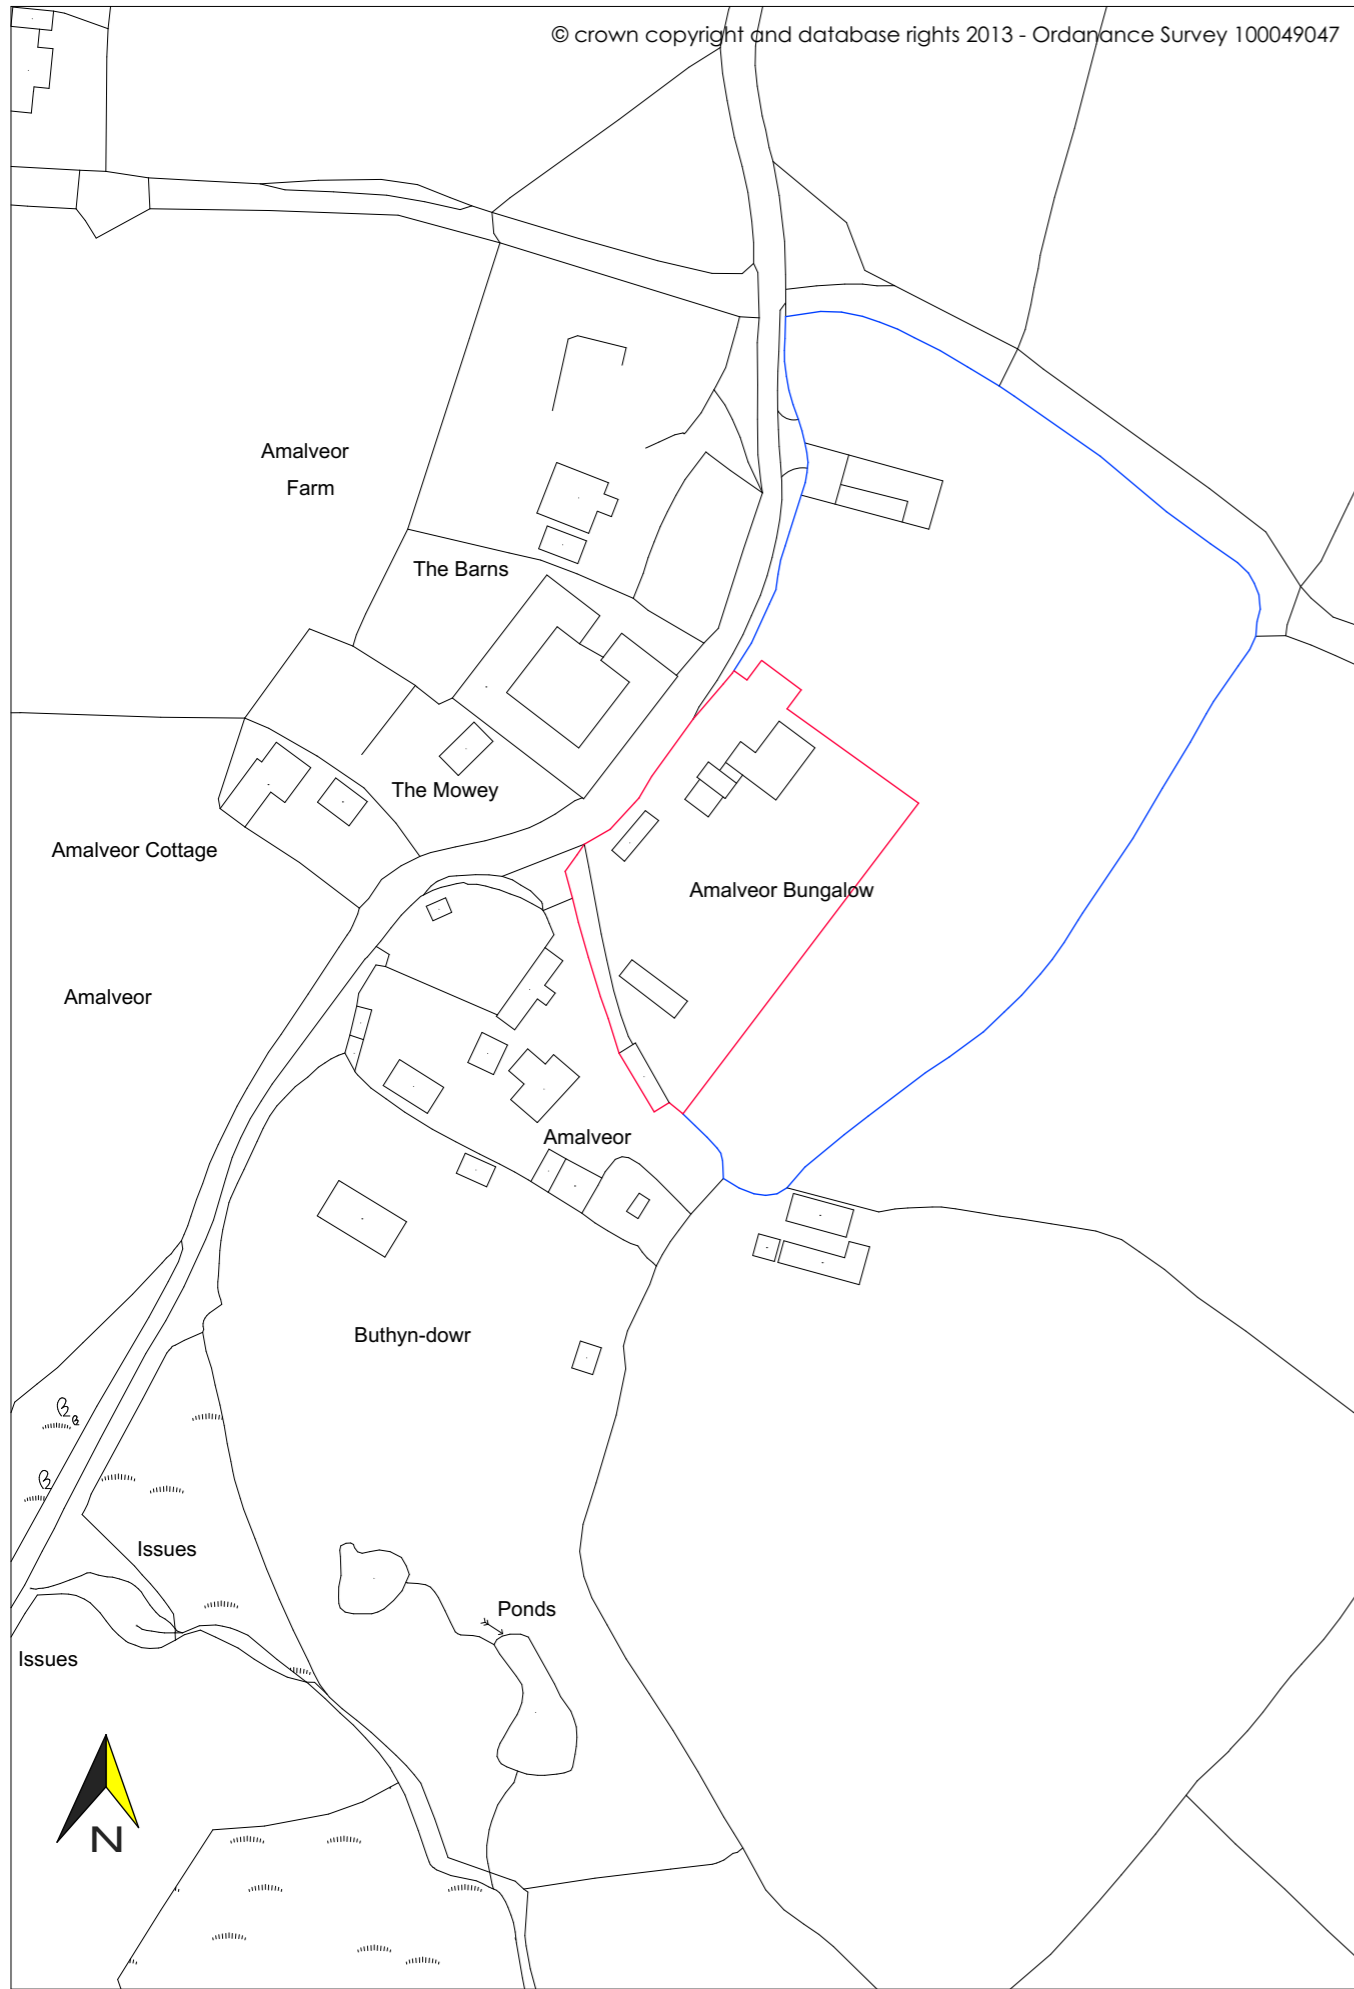 © crown copyright and database rights 2013 - Ordanance Survey 100049047
Amalveor
Farm
The Barns
The Mowey
Amalveor Cottage
Amalveor Bungalow
Amalveor
Amalveor
Buthyn-dowr
Issues
Ponds
Issues
N